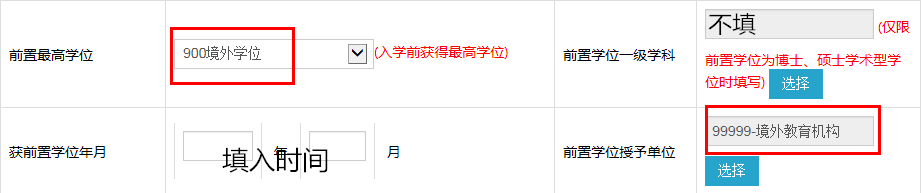 前置最高学位
900境外学位
(入学前获得最高学位)
前置学位一级学科
不填 (仅限
前置学位为博士、硕士学术型学
位时填写) 选择
获前置学位年月
年 月
填入时间
前置学位授予单位
99999-境外教育机构
选择